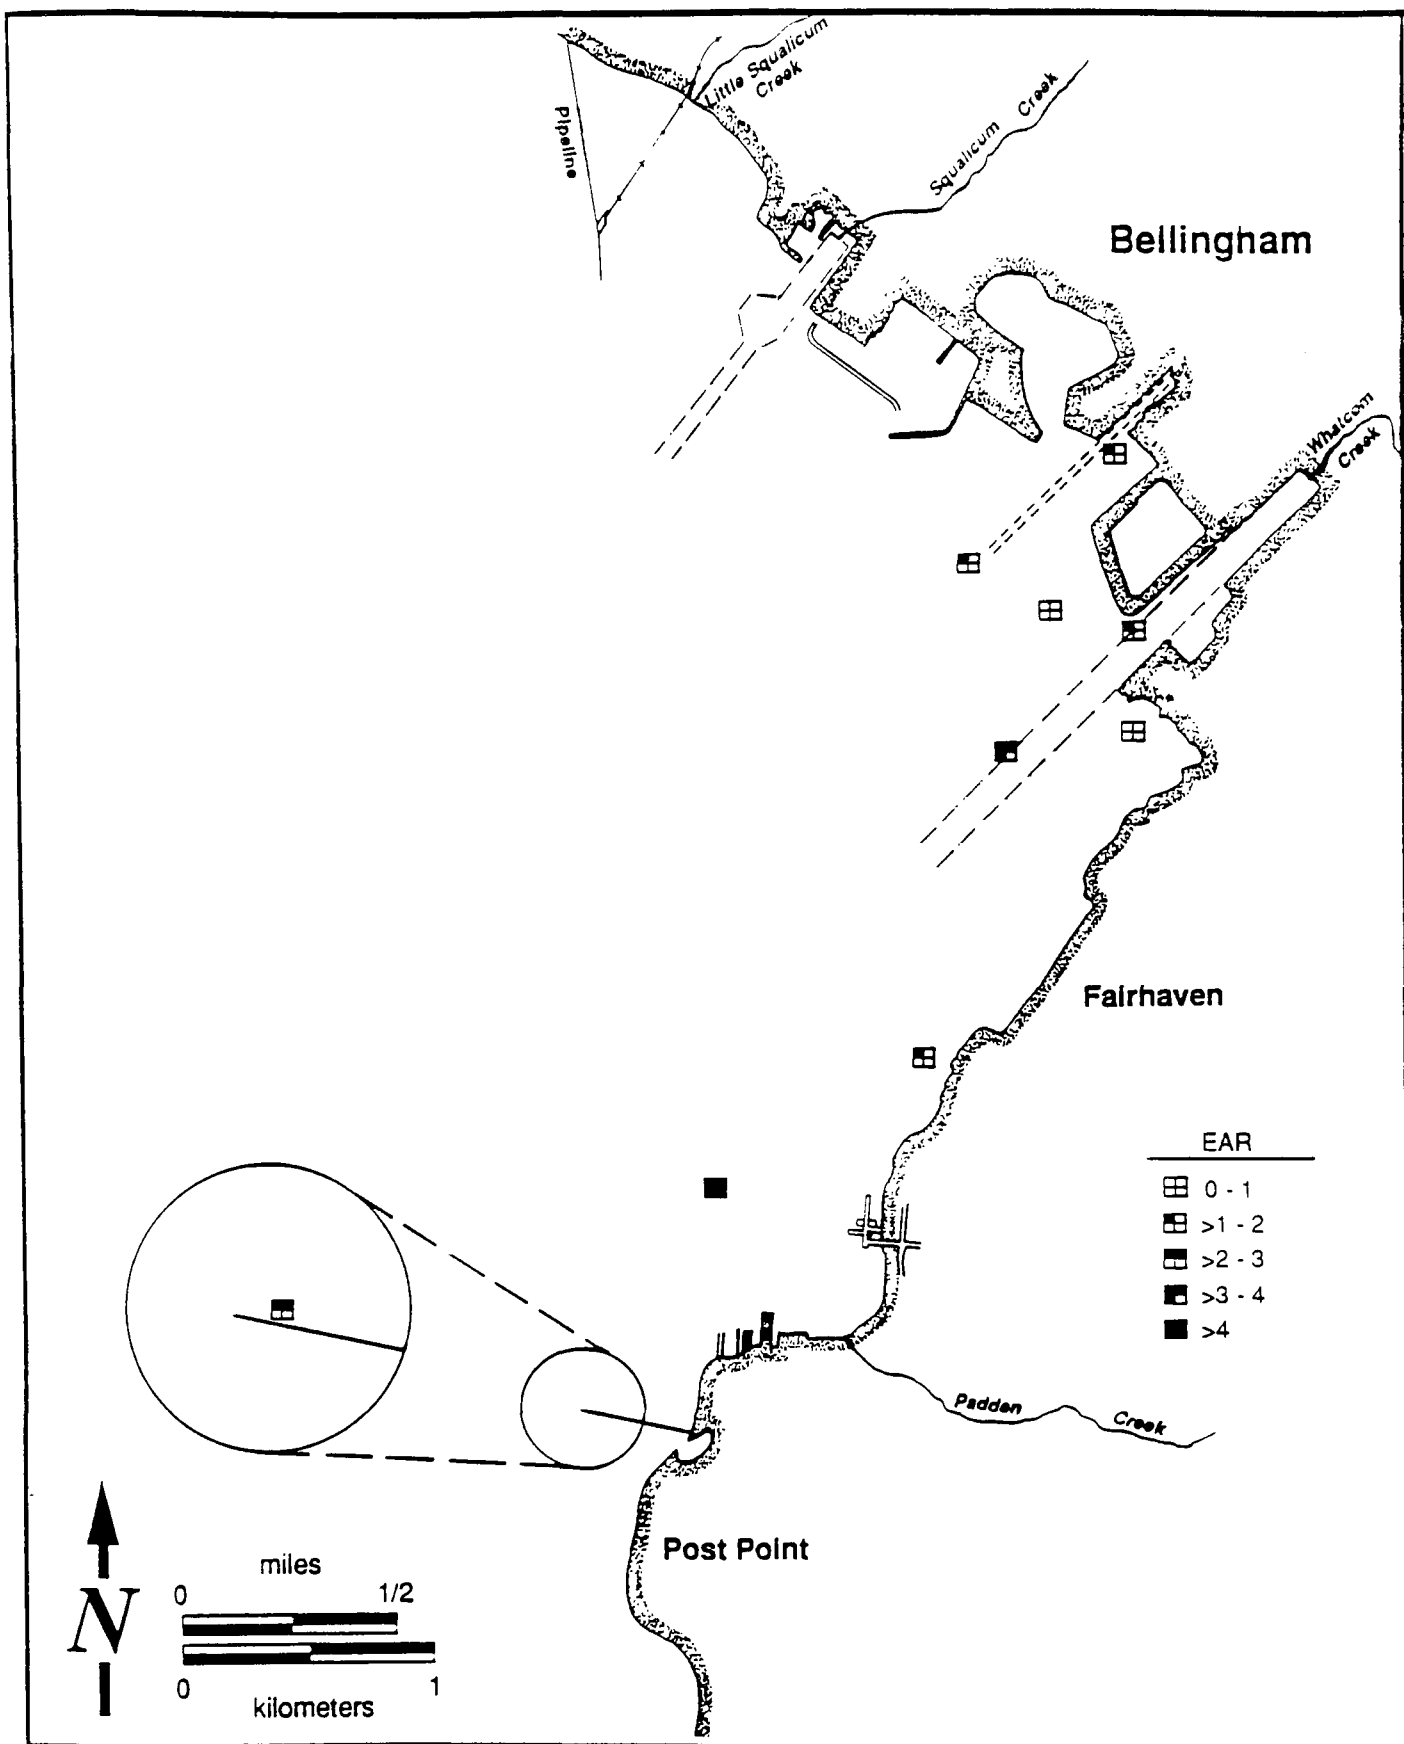 Little Squalicum
Creek
Pipeline
Squalicum Creek
Bellingham
Whatcom
Creek
Fairhaven
EAR
0 - 1
>1 - 2
>2 - 3
>3 - 4
>4
Padden Creek
Post Point
N
miles
0 1/2
0 1
kilometers